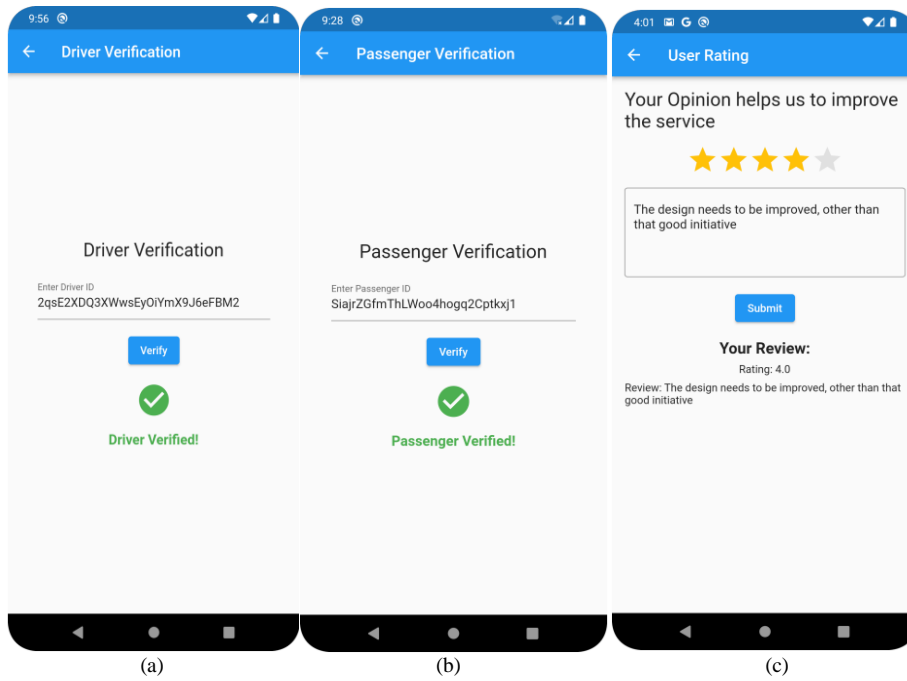 9:56
Driver Verification
Driver Verification
Enter Driver ID
2qsE2XDQ3XWwsEyOiYmX9J6eFBM2
Verify
Driver Verified!
(a)
9:28
Passenger Verification
Passenger Verification
Enter Passenger ID
SiajrZGfmThLWoo4hogq2Cptkxj1
Verify
Passenger Verified!
(b)
4:01 G
User Rating
Your Opinion helps us to improve
the service
The design needs to be improved, other than
that good initiative
Submit
Your Review:
Rating: 4.0
Review: The design needs to be improved, other than that
good initiative
(c)